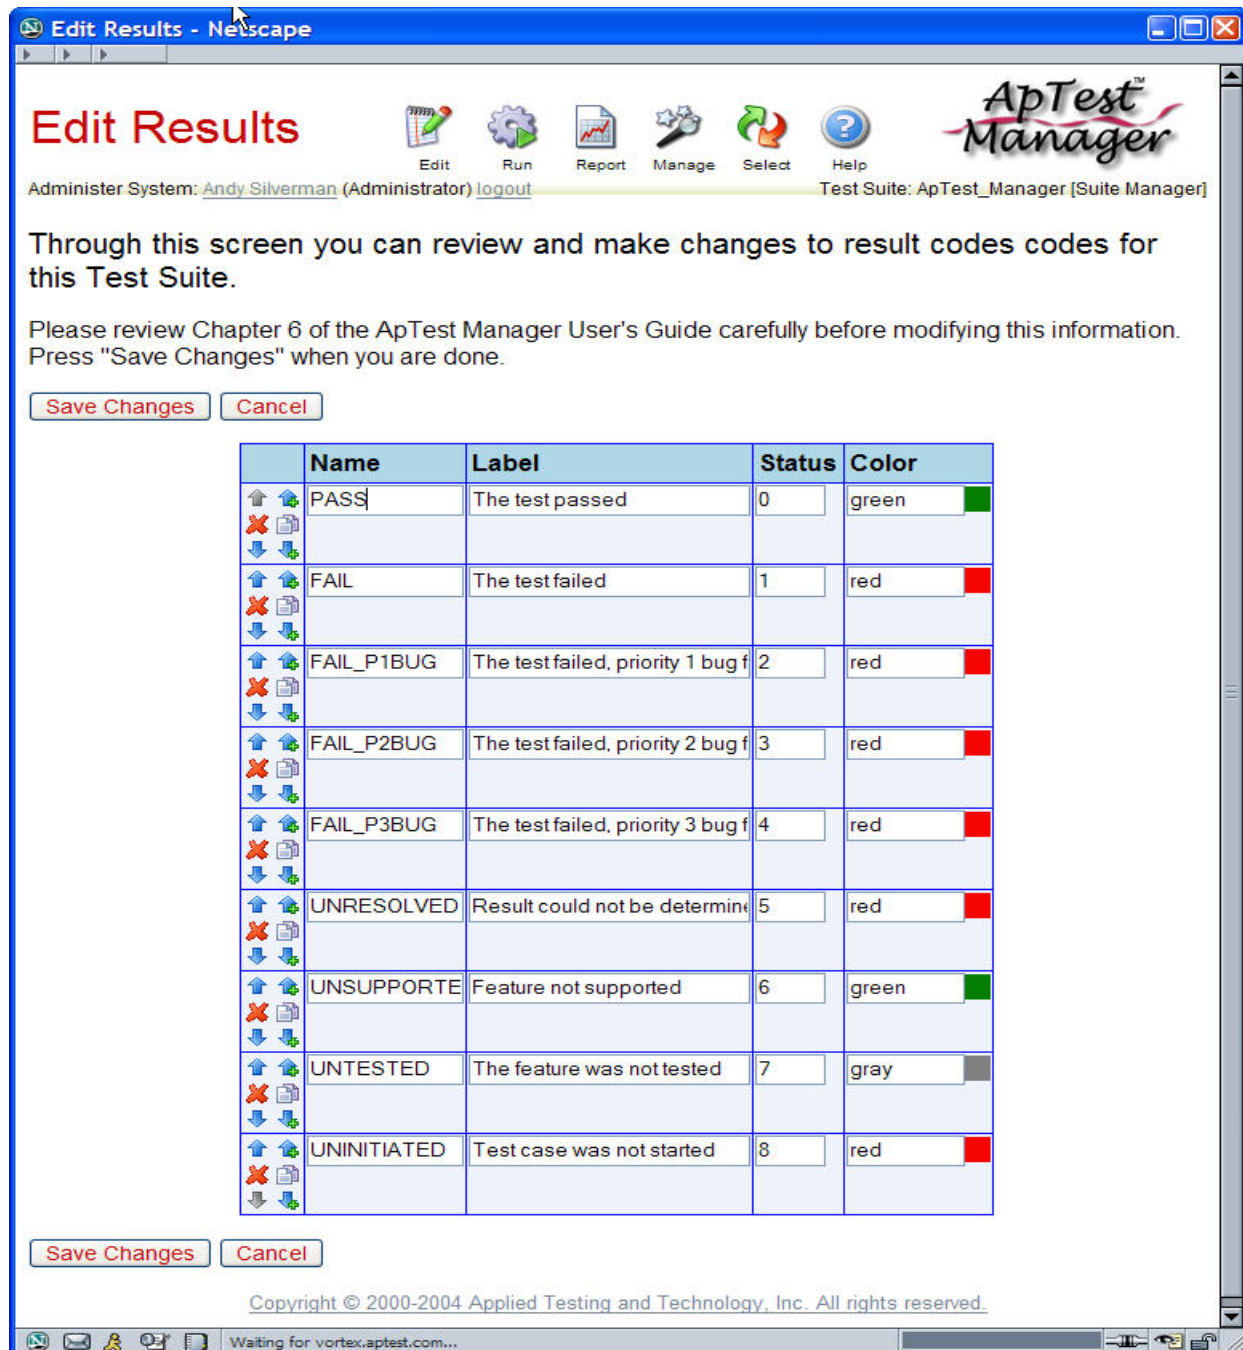 Edit Results - Netscape
Edit Results
ApTest™
Manager
Edit Run Report Manage Select Help
Administer System: Andy Silverman (Administrator) logout Test Suite: ApTest_Manager [Suite Manager]
Through this screen you can review and make changes to result codes codes for
this Test Suite.
Please review Chapter 6 of the ApTest Manager User's Guide carefully before modifying this information.
Press "Save Changes" when you are done.
Save Changes Cancel
Name Label Status Color
PASS The test passed 0 green
FAIL The test failed 1 red
FAIL_P1BUG The test failed, priority 1 bug f 2 red
FAIL_P2BUG The test failed, priority 2 bug f 3 red
FAIL_P3BUG The test failed, priority 3 bug f 4 red
UNRESOLVED Result could not be determine 5 red
UNSUPPORTE Feature not supported 6 green
UNTESTED The feature was not tested 7 gray
UNINITIATED Test case was not started 8 red
Save Changes Cancel
Copyright © 2000-2004 Applied Testing and Technology, Inc. All rights reserved.
Waiting for vortex.aptest.com...